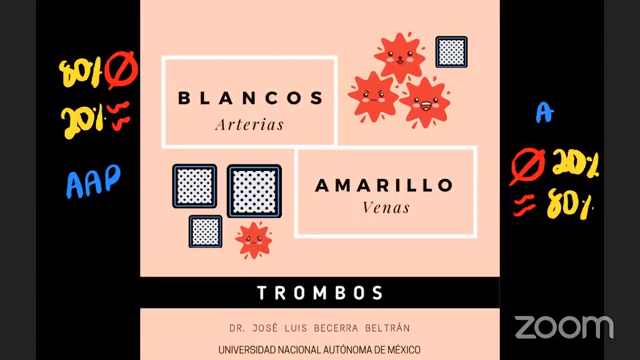 80% Ø
20% ≈
AAP
BLANCOS
Arterias
AMARILLO
Venas
A
Ø 20%
≈ 80%
TROMBOS
DR. JOSÉ LUIS BECERRA BELTRÁN
UNIVERSIDAD NACIONAL AUTÓNOMA DE MÉXICO
zoom